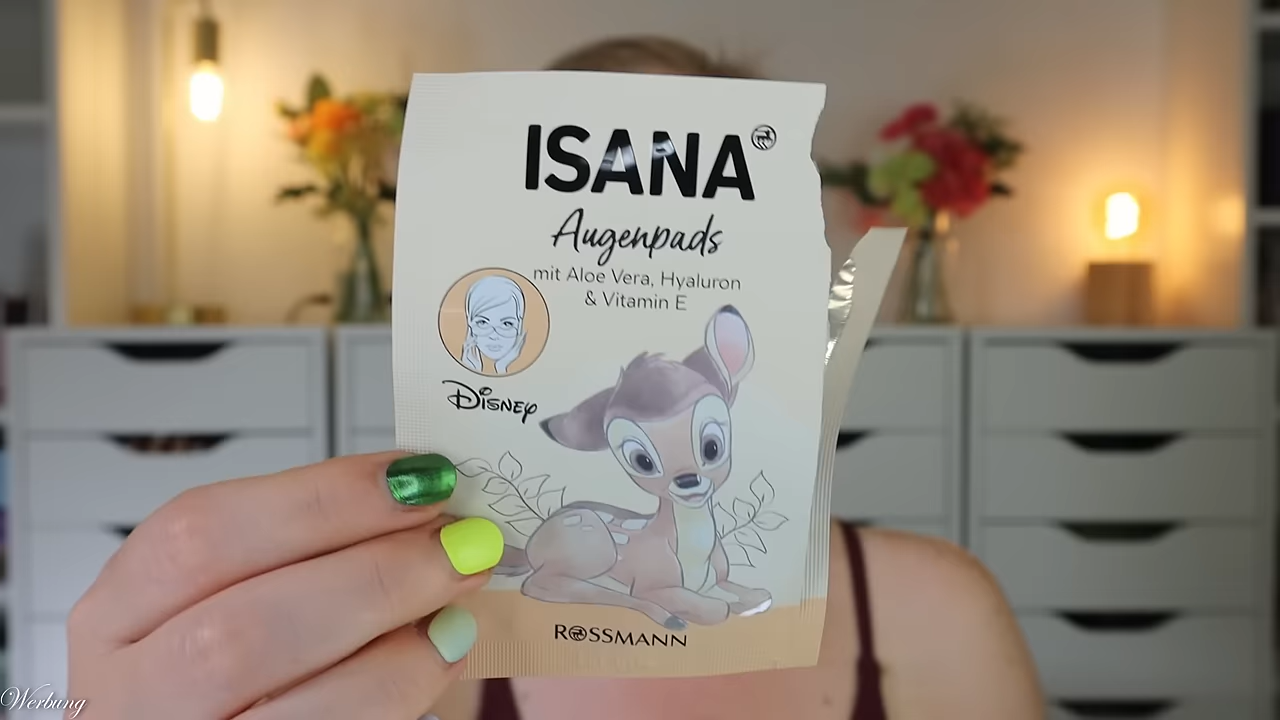 ISANA
Augenpads
mit Aloe Vera, Hyaluron
& Vitamin E
DISNEY
ROSSMANN
Werbung